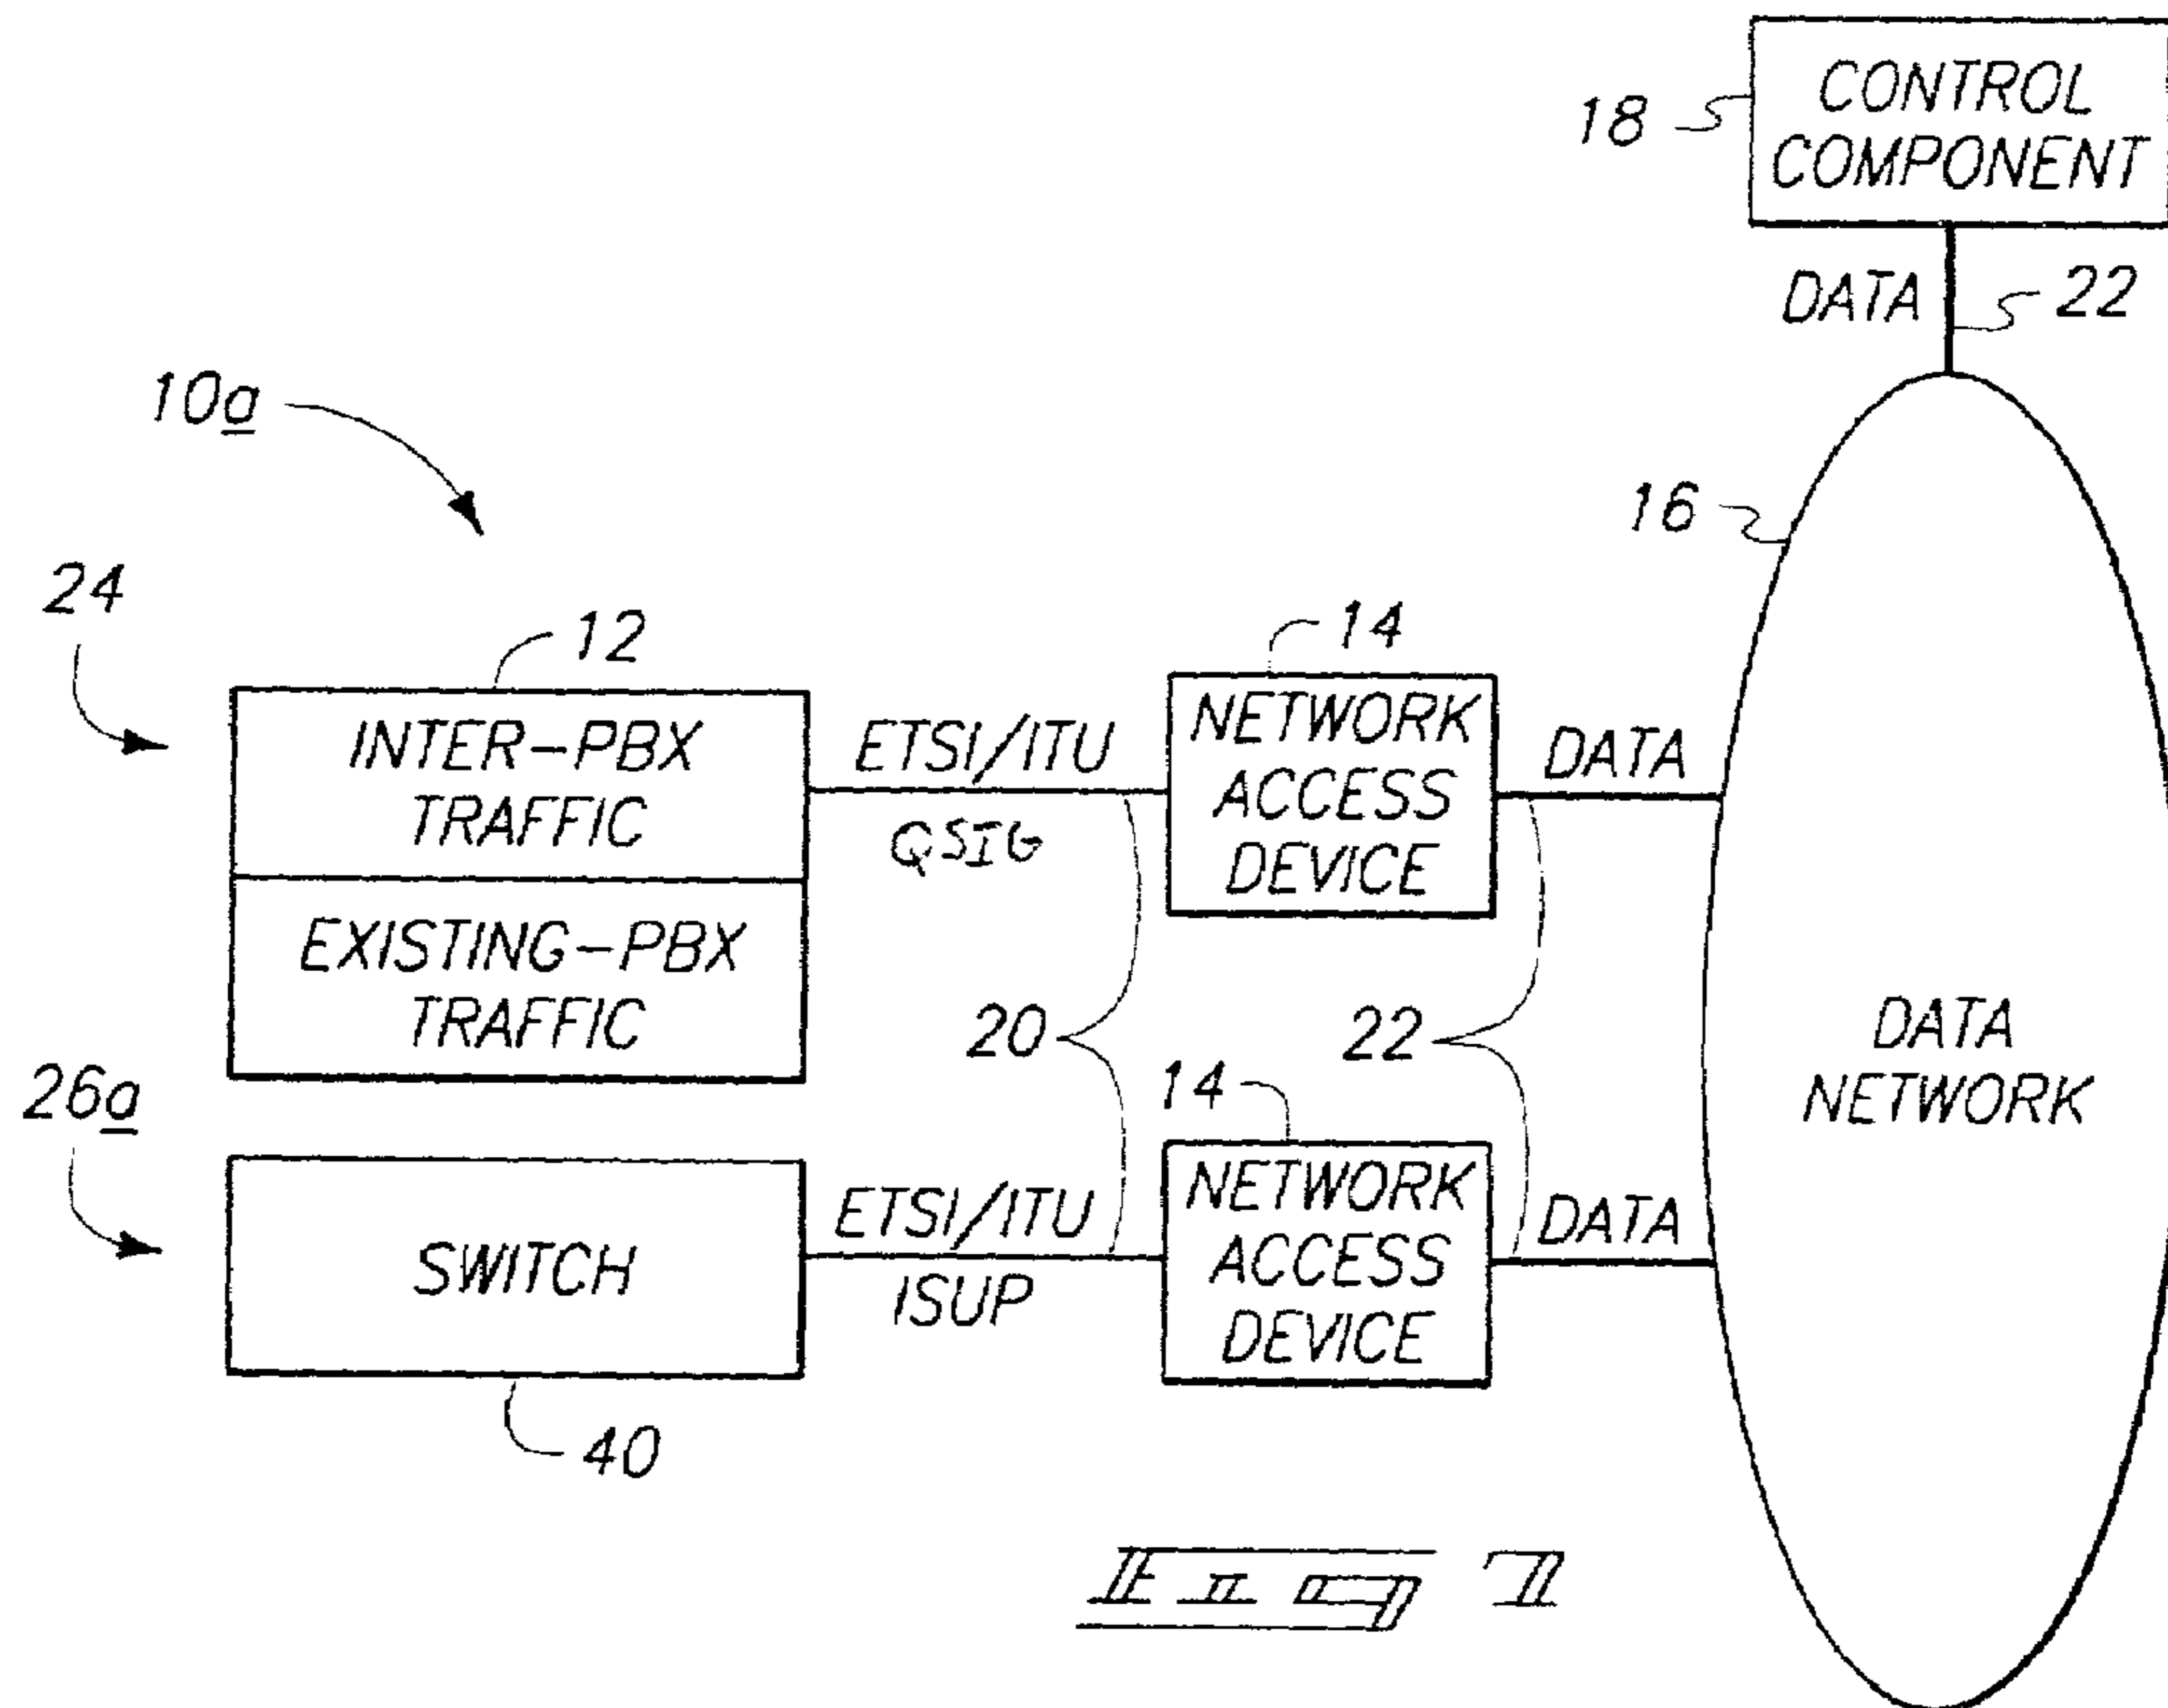 CONTROL
COMPONENT
18
DATA
22
10a
16
24
12
14
INTER-PBX
TRAFFIC
ETSI/ITU
QSIG
NETWORK
ACCESS
DEVICE
DATA
EXISTING-PBX
TRAFFIC
20
22
DATA
NETWORK
26a
14
SWITCH
ETSI/ITU
ISUP
NETWORK
ACCESS
DEVICE
DATA
40
Fig 7